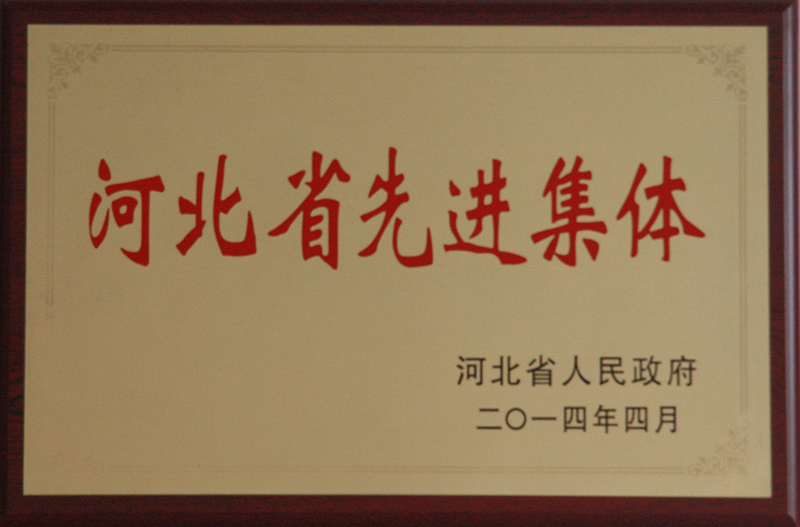 河北省先进集体
河北省人民政府
二〇一四年四月